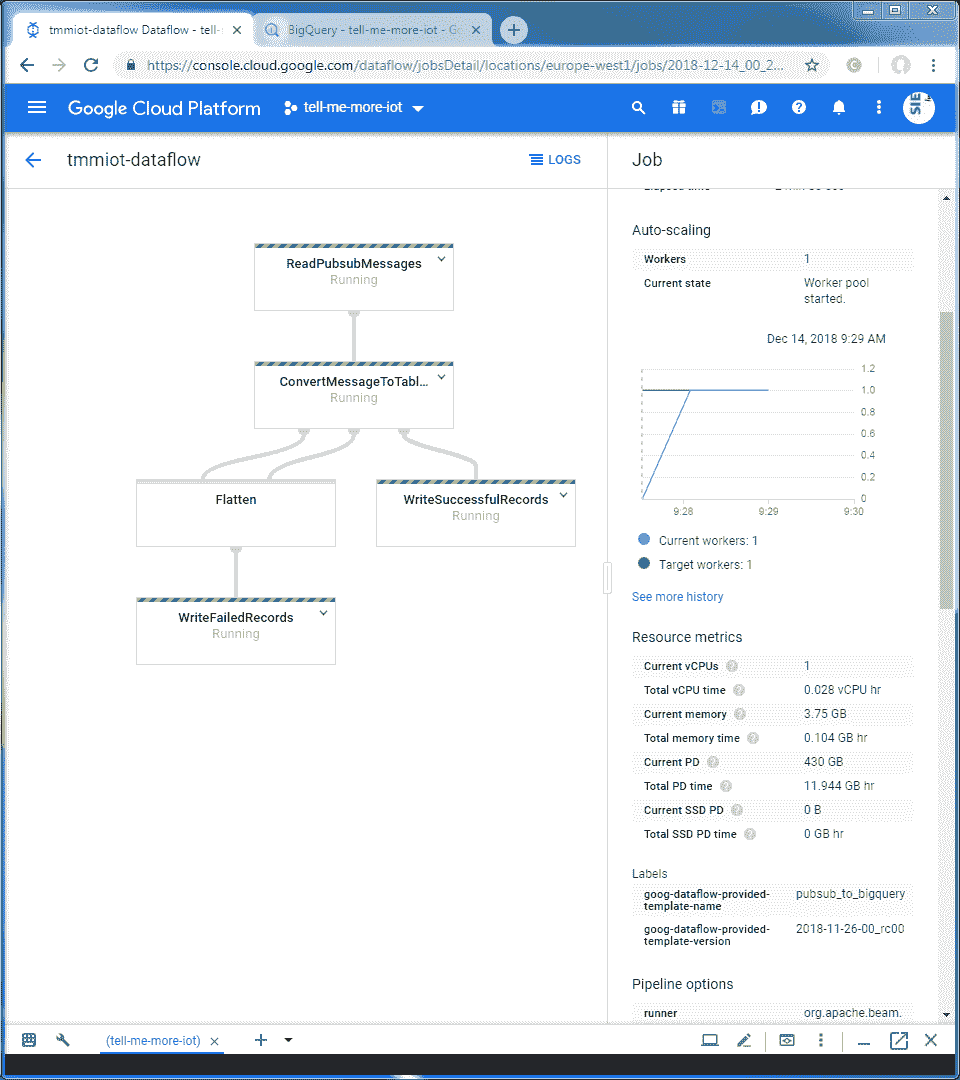 tmmiot-dataflow Dataflow - tell-
BigQuery - tell-me-more-iot - Go
https://console.cloud.google.com/dataflow/jobsDetail/locations/europe-west1/jobs/2018-12-14_00_2...
Google Cloud Platform
tell-me-more-iot
tmmiot-dataflow
LOGS
Job
ReadPubsubMessages
Running
ConvertMessageToTabl...
Running
Flatten
WriteSuccessfulRecords
Running
WriteFailedRecords
Running
Auto-scaling
Workers 1
Current state Worker pool
started.
Dec 14, 2018 9:29 AM
1.2
1.0
0.8
0.6
0.4
0.2
0
9:28 9:29 9:30
Current workers: 1
Target workers: 1
See more history
Resource metrics
Current vCPUs 1
Total vCPU time 0.028 vCPU hr
Current memory 3.75 GB
Total memory time 0.104 GB hr
Current PD 430 GB
Total PD time 11.944 GB hr
Current SSD PD 0 B
Total SSD PD time 0 GB hr
Labels
goog-dataflow-provided-
template-name pubsub_to_bigquery
goog-dataflow-provided-
template-version 2018-11-26-00_rc00
Pipeline options
runner org.apache.beam.
(tell-me-more-iot)